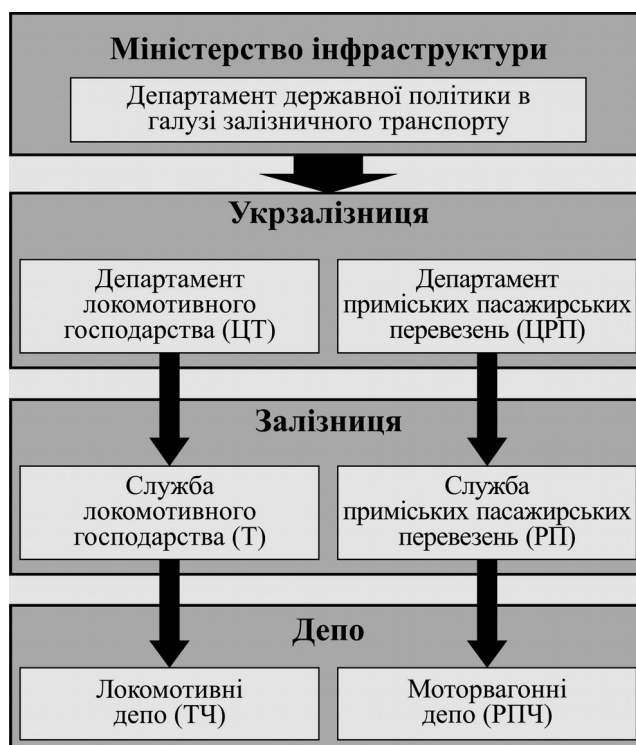 Міністерство інфраструктури
Департамент державної політики в
галузі залізничного транспорту
Укрзалізниця
Департамент
локомотивного
господарства (ЦТ)
Департамент
приміських пасажирських
перевезень (ЦРП)
Залізниця
Служба
локомотивного
господарства (Т)
Служба
приміських пасажирських
перевезень (РП)
Депо
Локомотивні
депо (ТЧ)
Моторвагонні
депо (РПЧ)